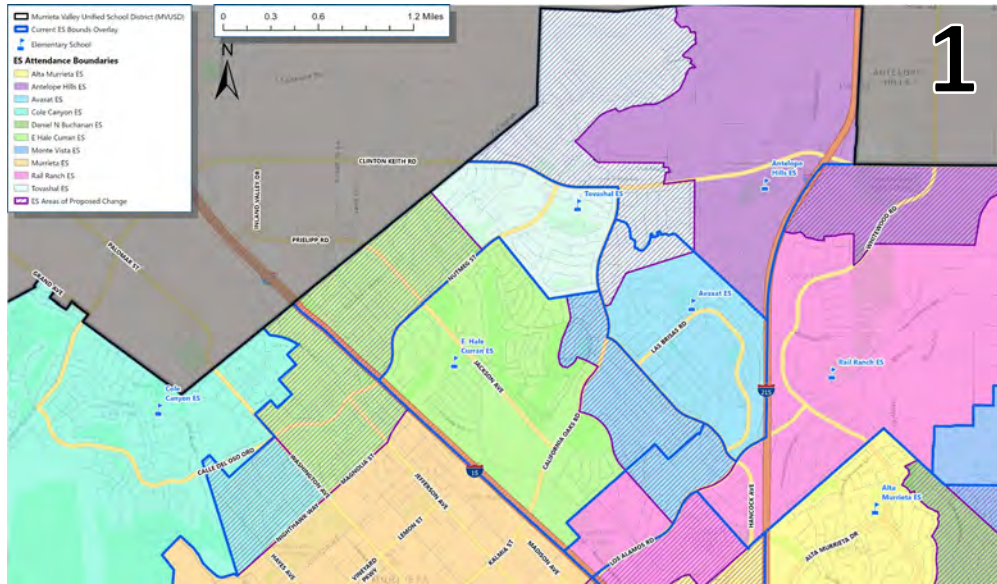 Murrieta Valley Unified School District (MVUSD)
Current ES Bounds Overlay
Elementary School
ES Attendance Boundaries
Alta Murrieta ES
Antelope Hills ES
Avaxat ES
Cole Canyon ES
Daniel N Buchanan ES
E Hale Curran ES
Monte Vista ES
Murrieta ES
Rail Ranch ES
Tovashal ES
ES Areas of Proposed Change
0 0.3 0.6 1.2 Miles
N
1
ANTELOPE
HILLS
CLINTON KEITH RD
INLAND VALLEY DR
PRIELIPP RD
PALOMAR ST
GRAND AVE
NUTMEG ST
Tovashal ES
Antelope
Hills ES
WHITEWOOD RD
Avaxat ES
LAS BRISAS RD
E. Hale
Curran ES
JACKSON AVE
Rail Ranch ES
215
Cole
Canyon ES
CALLE DEL OSO ORO
WASHINGTON AVE
MAGNOLIA ST
NIGHTHAWK WAY
CALIFORNIA OAKS RD
15
JEFFERSON AVE
LEMON ST
KALMIA ST
MADISON AVE
HAYES AVE
VINEYARD
PKWY
LOS ALAMOS RD
HANCOCK AVE
Alta
Murrieta ES
ALTA MURRIETA DR